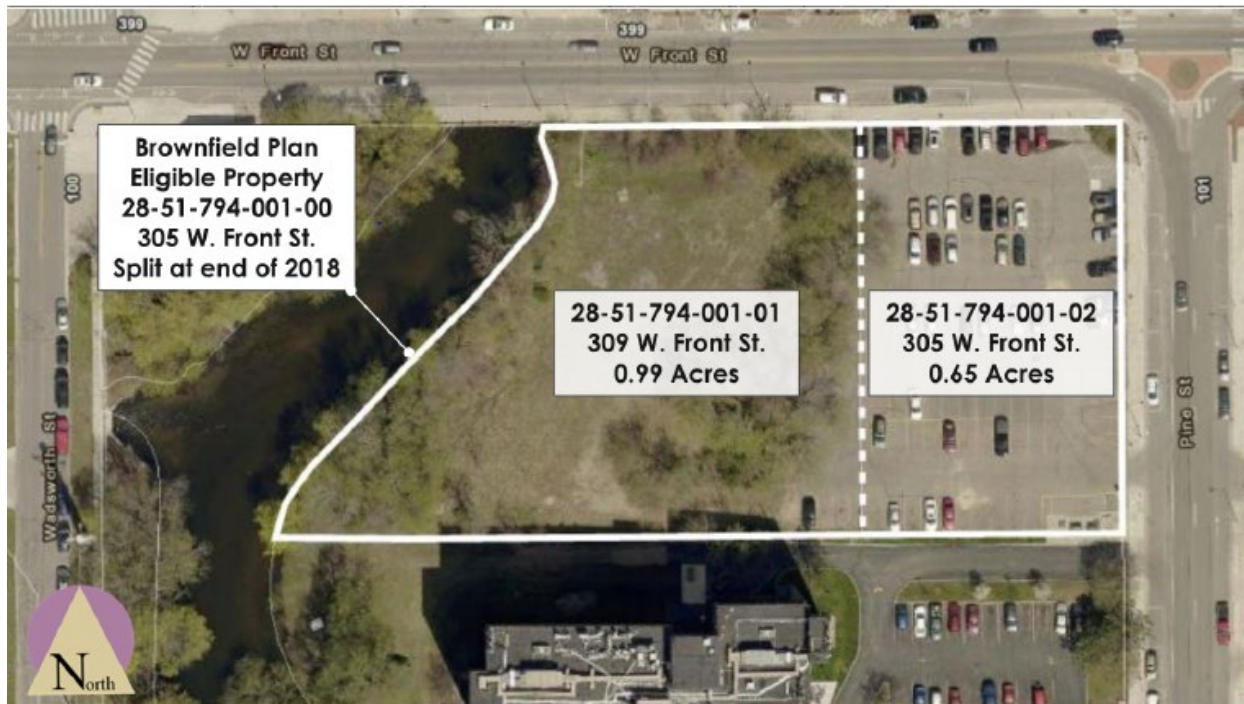 399
399
W Front St
W Front St
Brownfield Plan
Eligible Property
28-51-794-001-00
305 W. Front St.
Split at end of 2018
100
101
28-51-794-001-01
309 W. Front St.
0.99 Acres
28-51-794-001-02
305 W. Front St.
0.65 Acres
Pine St
Wadsworth St
North